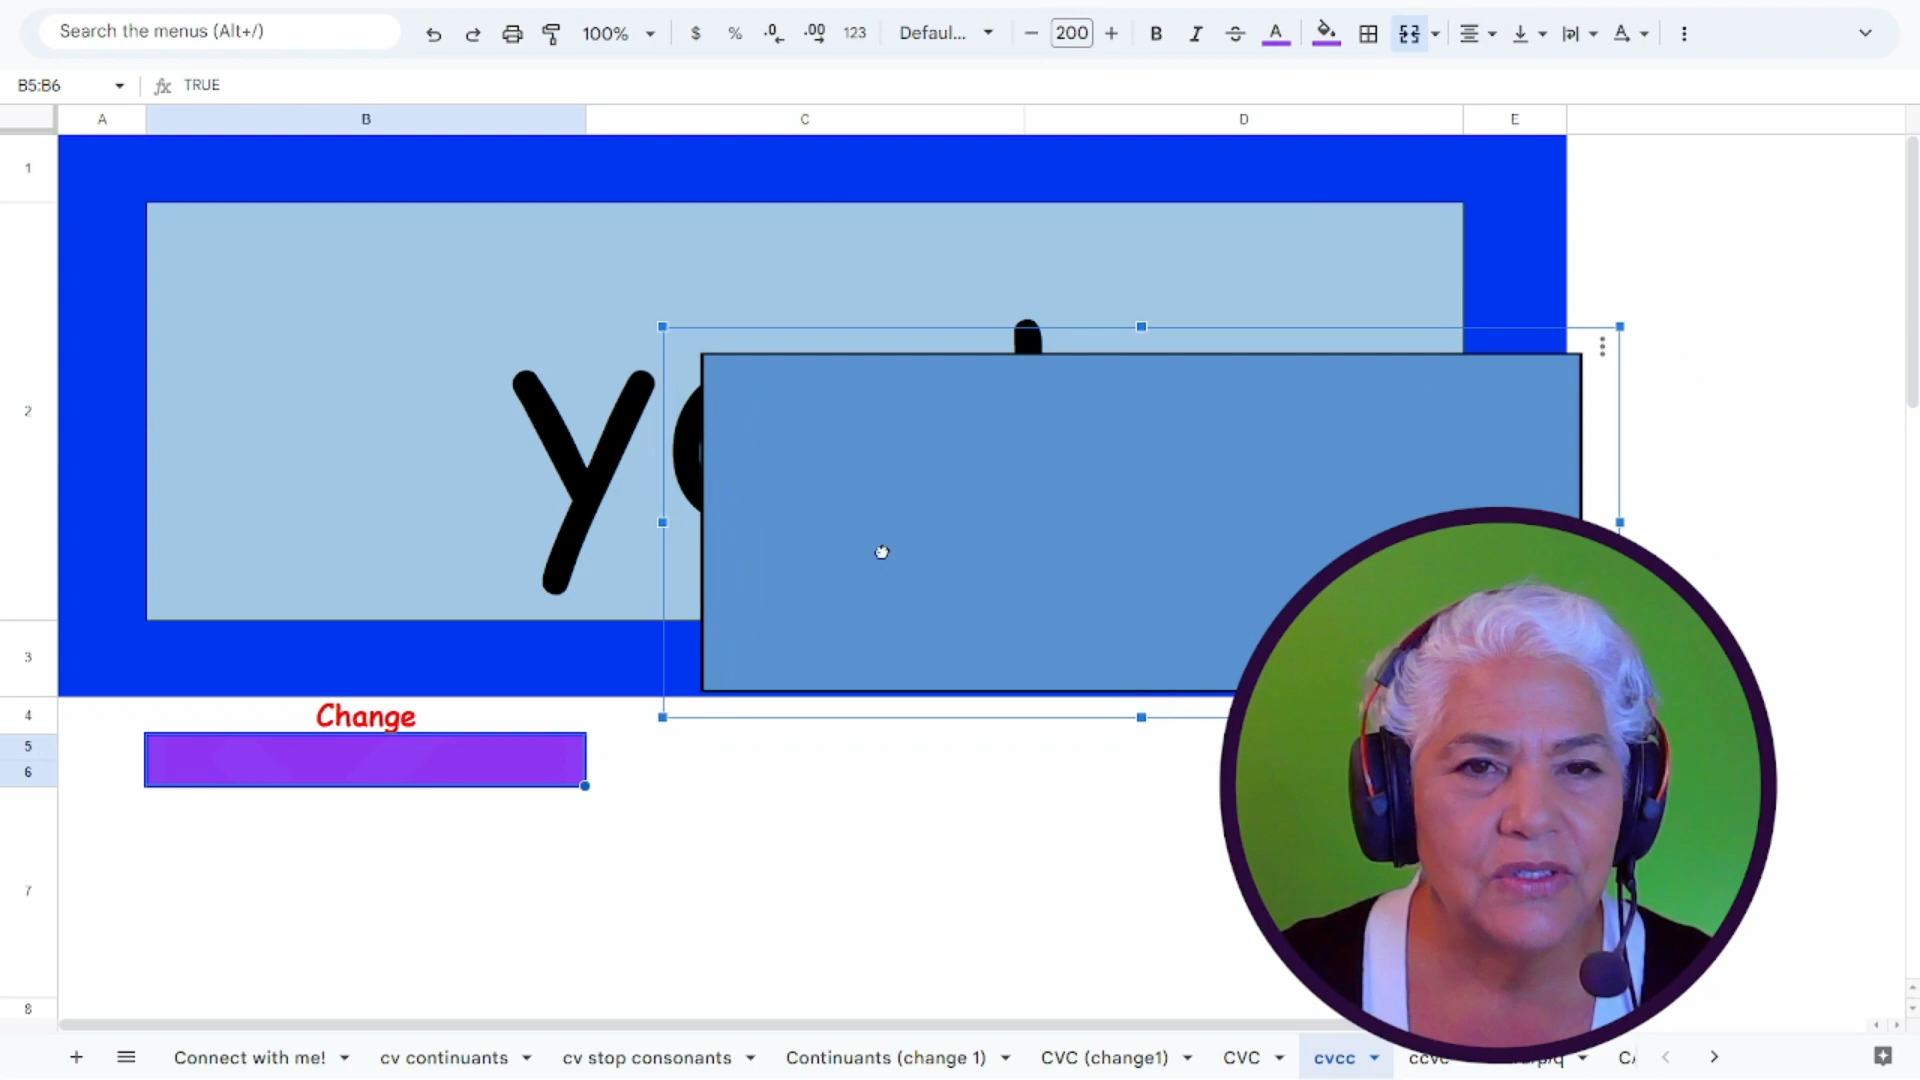 Search the menus (Alt+/)
100%
$ % .0 .00 123
Defaul...
200
B I A
B5:B6
fx TRUE
A B C D E
1
2
y
3
4
Change
5
6
7
8
Connect with me! cv continuants cv stop consonants Continuants (change 1) CVC (change1) CVC cvcc